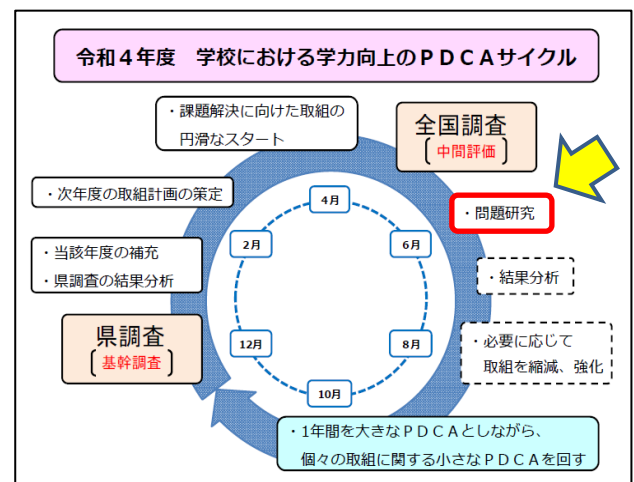 令和４年度　学校における学力向上のＰＤＣＡサイクル
・課題解決に向けた取組の
円滑なスタート
全国調査
〔中間評価〕
・次年度の取組計画の策定
4月
・問題研究
2月
6月
・当該年度の補充
・県調査の結果分析
・結果分析
県調査
〔基幹調査〕
12月
8月
・必要に応じて
取組を縮減、強化
10月
・1年間を大きなＰＤＣＡとしながら、
個々の取組に関する小さなＰＤＣＡを回す